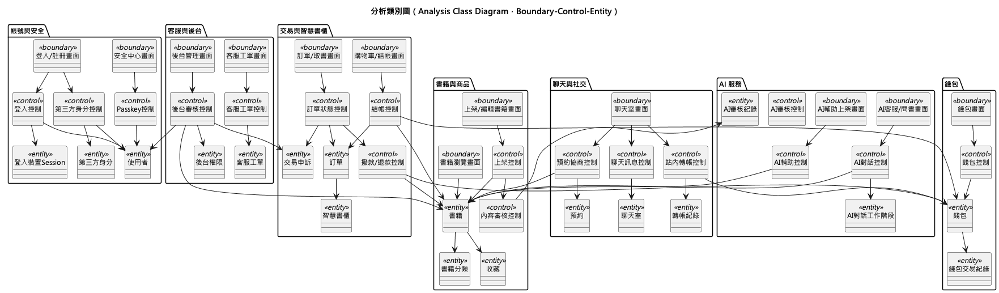 分析類別圖（Analysis Class Diagram．Boundary-Control-Entity）
帳號與安全
«boundary»
登入/註冊畫面
«boundary»
安全中心畫面
«control»
登入控制
«control»
第三方身分控制
«control»
Passkey控制
«entity»
登入裝置Session
«entity»
第三方身分
«entity»
使用者
客服與後台
«boundary»
後台管理畫面
«boundary»
客服工單畫面
«control»
後台審核控制
«control»
客服工單控制
«entity»
後台權限
«entity»
客服工單
交易與智慧書櫃
«boundary»
訂單/取書畫面
«boundary»
購物車/結帳畫面
«control»
訂單狀態控制
«control»
結帳控制
«entity»
交易申訴
«entity»
訂單
«control»
撥款/退款控制
«entity»
智慧書櫃
書籍與商品
«boundary»
上架/編輯書籍畫面
«boundary»
書籍瀏覽畫面
«control»
上架控制
«entity»
書籍
«control»
內容審核控制
«entity»
書籍分類
«entity»
收藏
聊天與社交
«boundary»
聊天室畫面
«control»
預約協商控制
«control»
聊天訊息控制
«control»
站內轉帳控制
«entity»
預約
«entity»
聊天室
«entity»
轉帳紀錄
AI 服務
«entity»
AI審核紀錄
«control»
AI審核控制
«boundary»
AI輔助上架畫面
«boundary»
AI客服/問書畫面
«control»
AI輔助控制
«control»
AI對話控制
«entity»
AI對話工作階段
錢包
«boundary»
錢包畫面
«control»
錢包控制
«entity»
錢包
«entity»
錢包交易紀錄